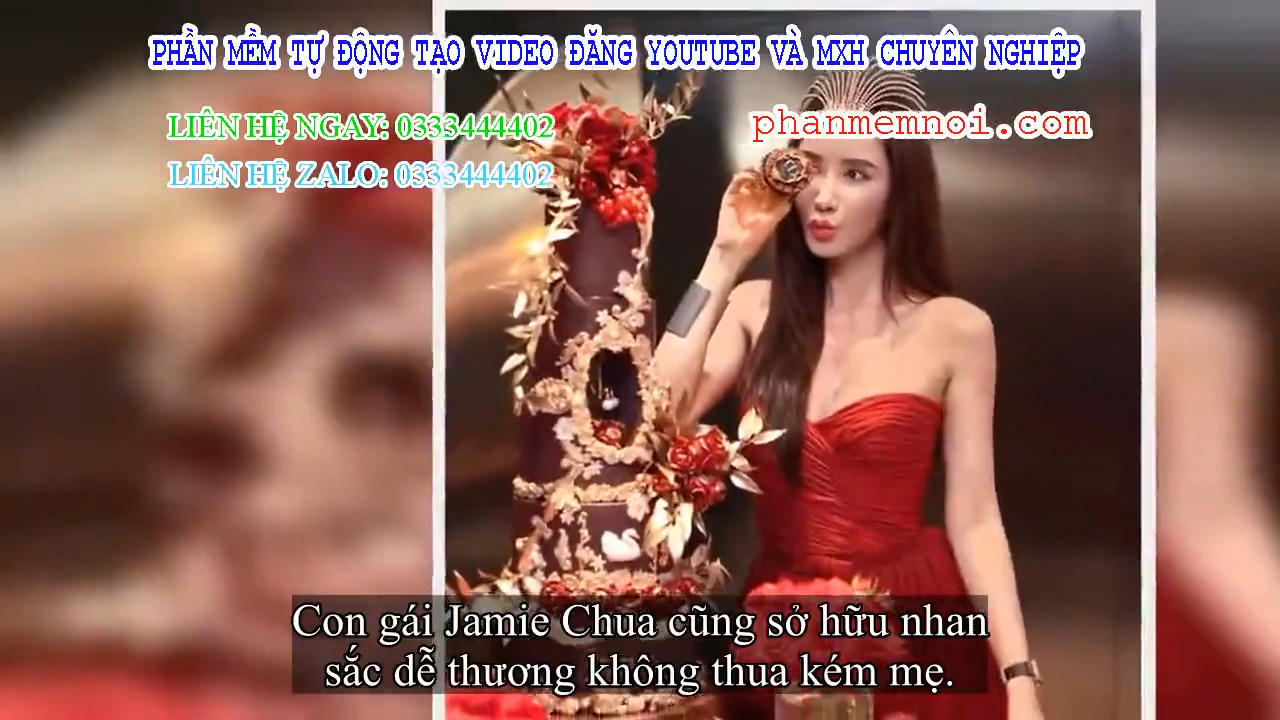 PHẦN MỀM TỰ ĐỘNG TẠO VIDEO ĐĂNG YOUTUBE VÀ MXH CHUYÊN NGHIỆP
LIÊN HỆ NGAY: 0333444402
phanmemnoi.com
LIÊN HỆ ZALO: 0333444402
Con gái Jamie Chua cũng sở hữu nhan
sắc dễ thương không thua kém mẹ.